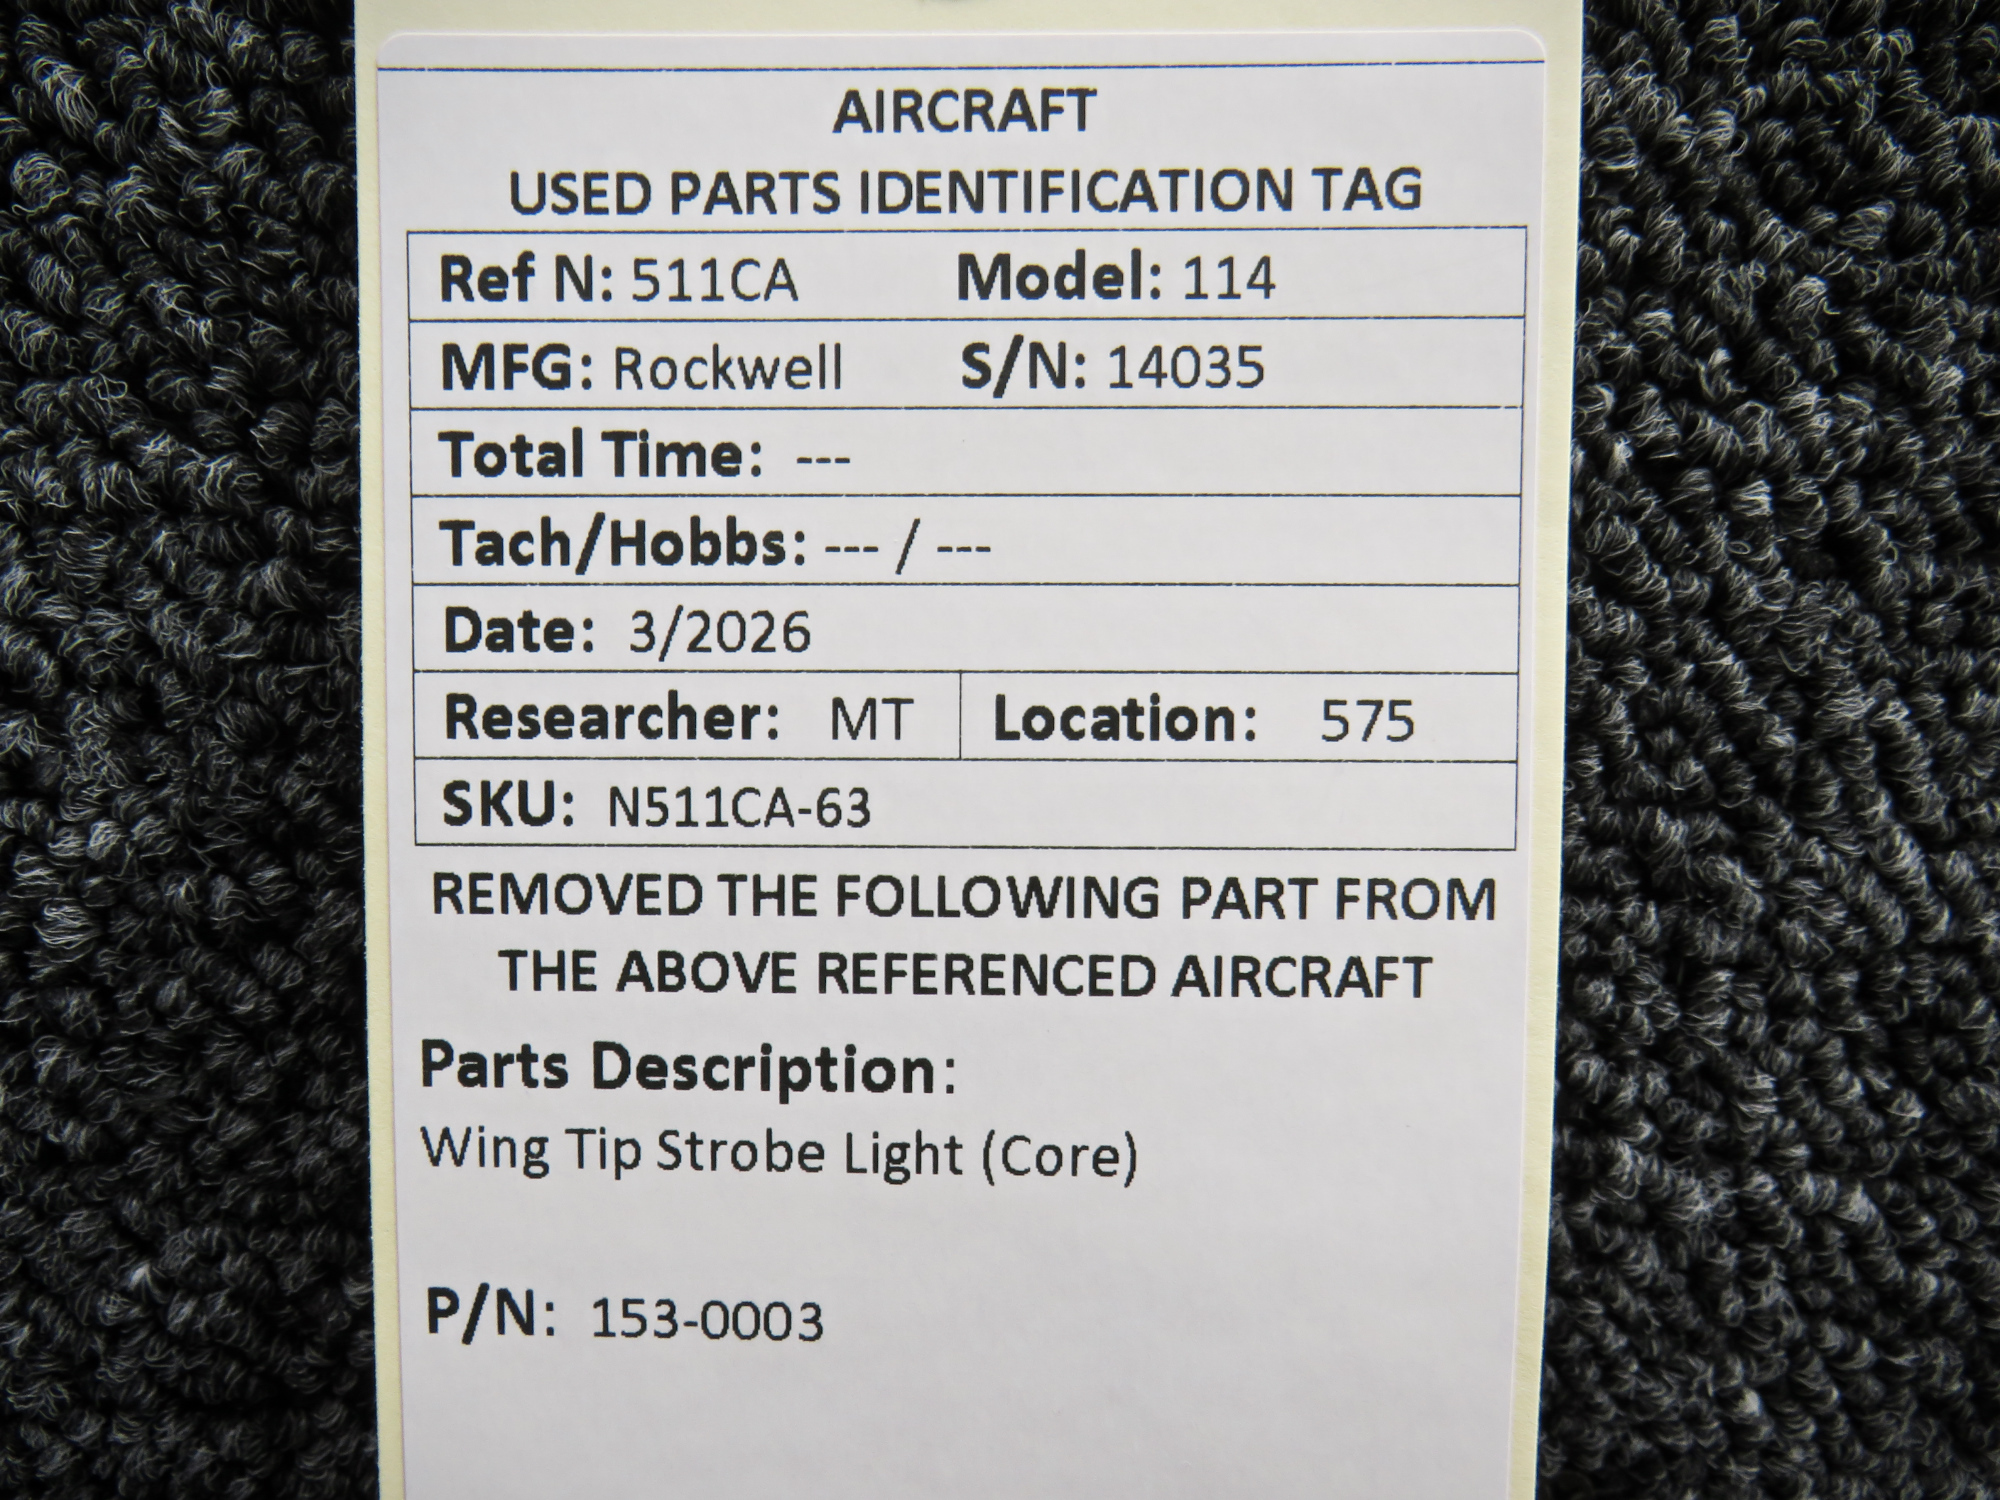 AIRCRAFT
USED PARTS IDENTIFICATION TAG
Ref N: 511CA Model: 114
MFG: Rockwell S/N: 14035
Total Time: ---
Tach/Hobbs: --- / ---
Date: 3/2026
Researcher: MT Location: 575
SKU: N511CA-63
REMOVED THE FOLLOWING PART FROM
THE ABOVE REFERENCED AIRCRAFT
Parts Description:
Wing Tip Strobe Light (Core)
P/N: 153-0003